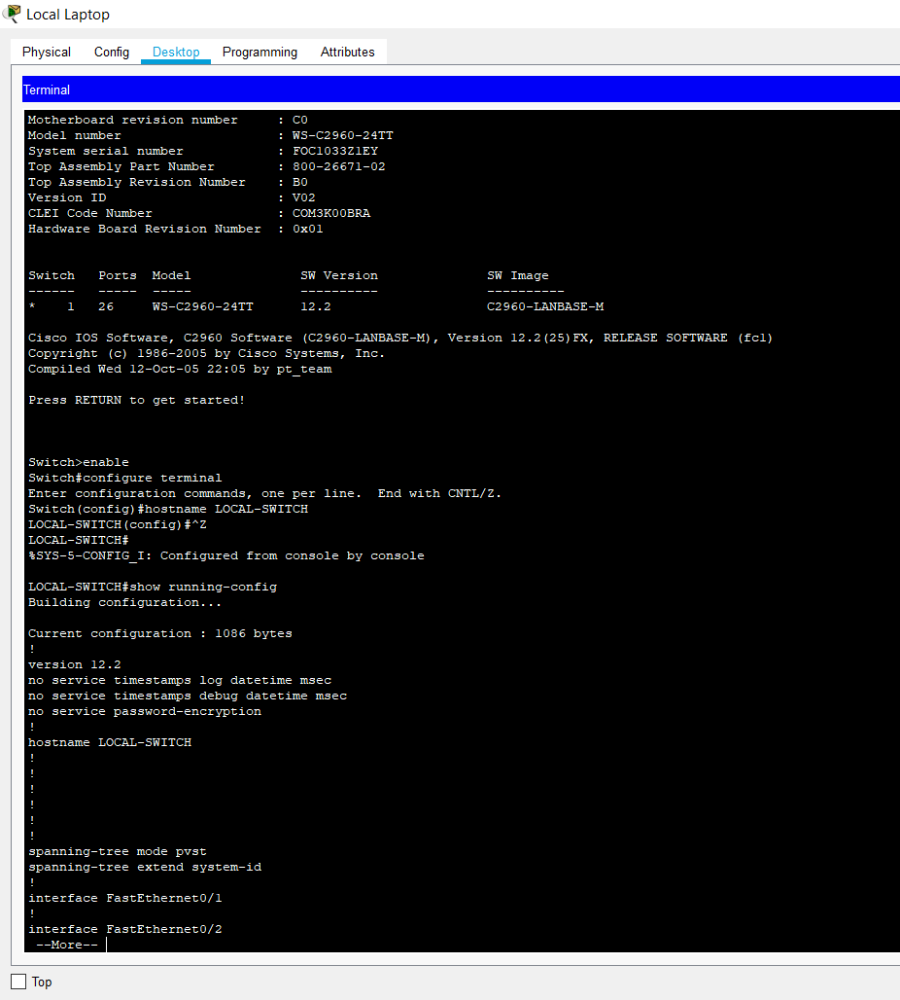 Local Laptop
Physical Config Desktop Programming Attributes
Terminal
Motherboard revision number     : C0
Model number                    : WS-C2960-24TT
System serial number            : FOC1033Z1EY
Top Assembly Part Number        : 800-26671-02
Top Assembly Revision Number    : B0
Version ID                      : V02
CLEI Code Number                : COM3K00BRA
Hardware Board Revision Number  : 0x01
Switch   Ports  Model              SW Version              SW Image
------   -----  -----              ----------              ----------
*    1   26     WS-C2960-24TT      12.2                    C2960-LANBASE-M
Cisco IOS Software, C2960 Software (C2960-LANBASE-M), Version 12.2(25)FX, RELEASE SOFTWARE (fc1)
Copyright (c) 1986-2005 by Cisco Systems, Inc.
Compiled Wed 12-Oct-05 22:05 by pt_team
Press RETURN to get started!
Switch>enable
Switch#configure terminal
Enter configuration commands, one per line.  End with CNTL/Z.
Switch(config)#hostname LOCAL-SWITCH
LOCAL-SWITCH(config)#^Z
LOCAL-SWITCH#
%SYS-5-CONFIG_I: Configured from console by console
LOCAL-SWITCH#show running-config
Building configuration...
Current configuration : 1086 bytes
!
version 12.2
no service timestamps log datetime msec
no service timestamps debug datetime msec
no service password-encryption
!
hostname LOCAL-SWITCH
!
!
!
!
!
!
spanning-tree mode pvst
spanning-tree extend system-id
!
interface FastEthernet0/1
!
interface FastEthernet0/2
--More--
Top